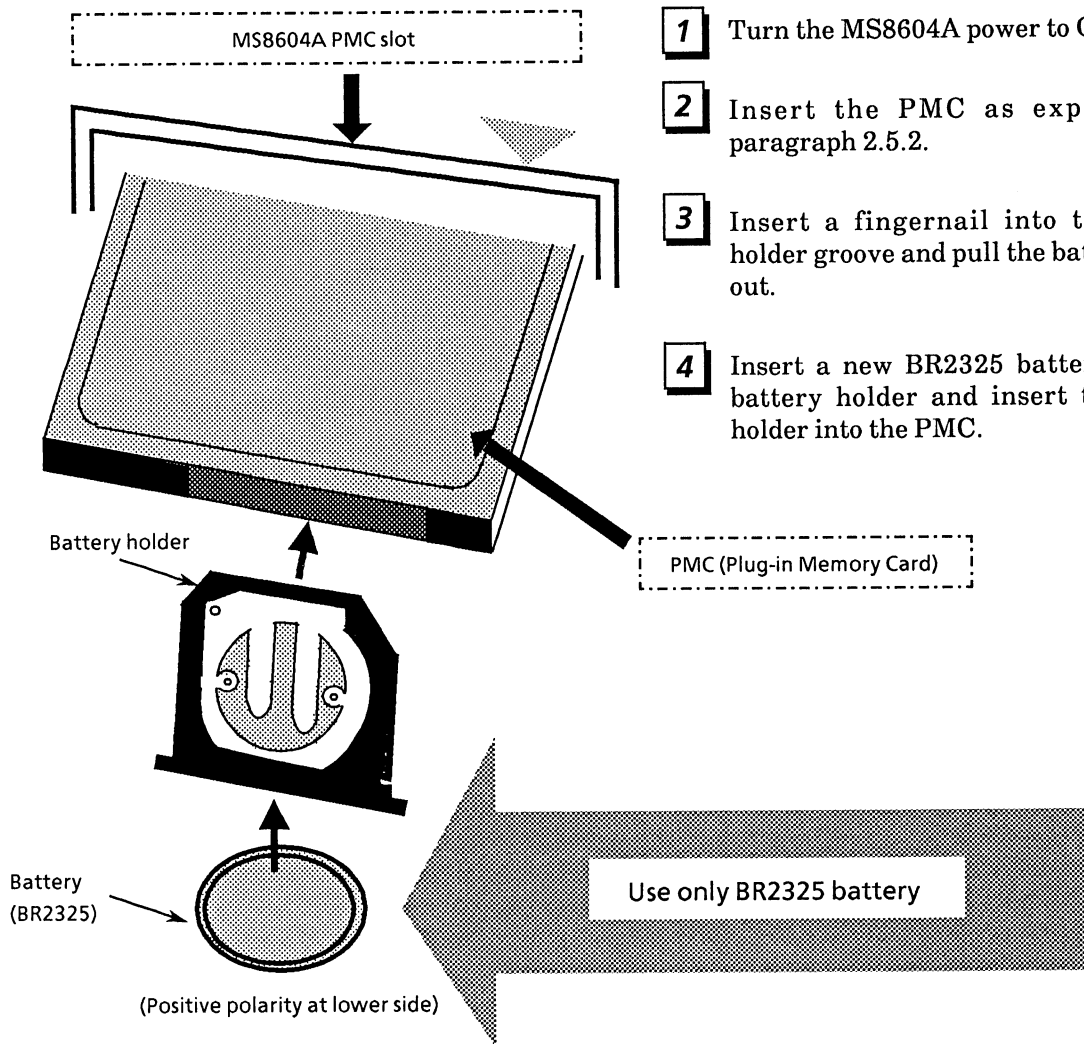 MS8604A PMC slot
1 Turn the MS8604A power to
2 Insert the PMC as
paragraph 2.5.2.
3 Insert a fingernail into
holder groove and pull the
out.
4 Insert a new BR2325
battery holder and insert
holder into the PMC.
Battery holder
PMC (Plug-in Memory Card)
Battery
(BR2325)
Use only BR2325 battery
(Positive polarity at lower side)